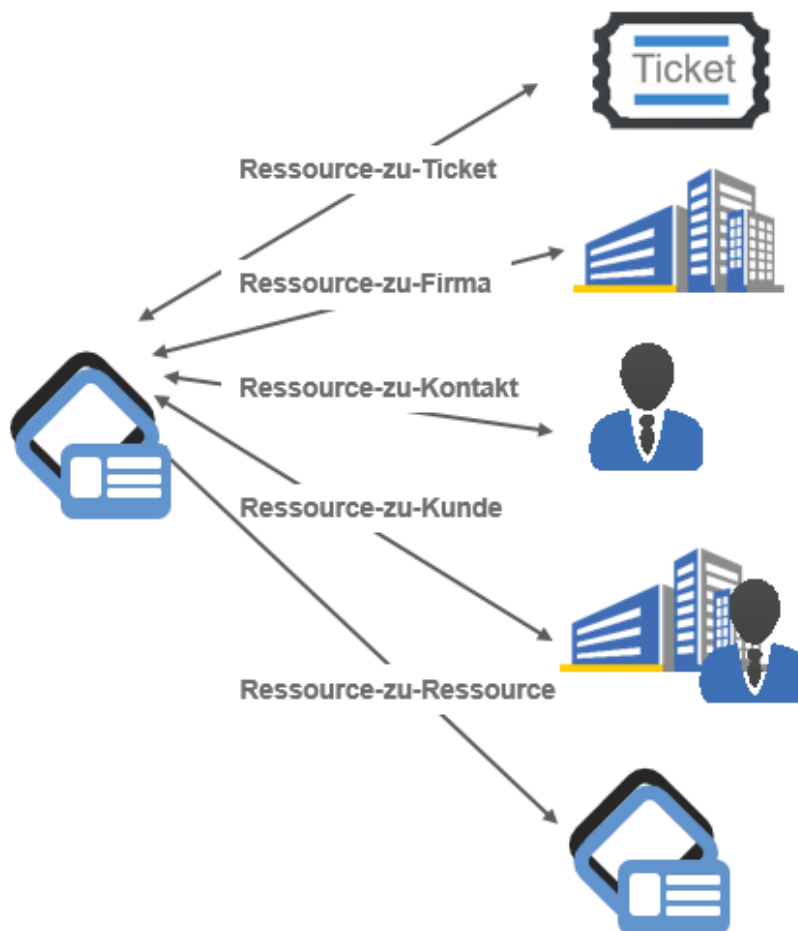 Ticket
Ressource-zu-Ticket
Ressource-zu-Firma
Ressource-zu-Kontakt
Ressource-zu-Kunde
Ressource-zu-Ressource